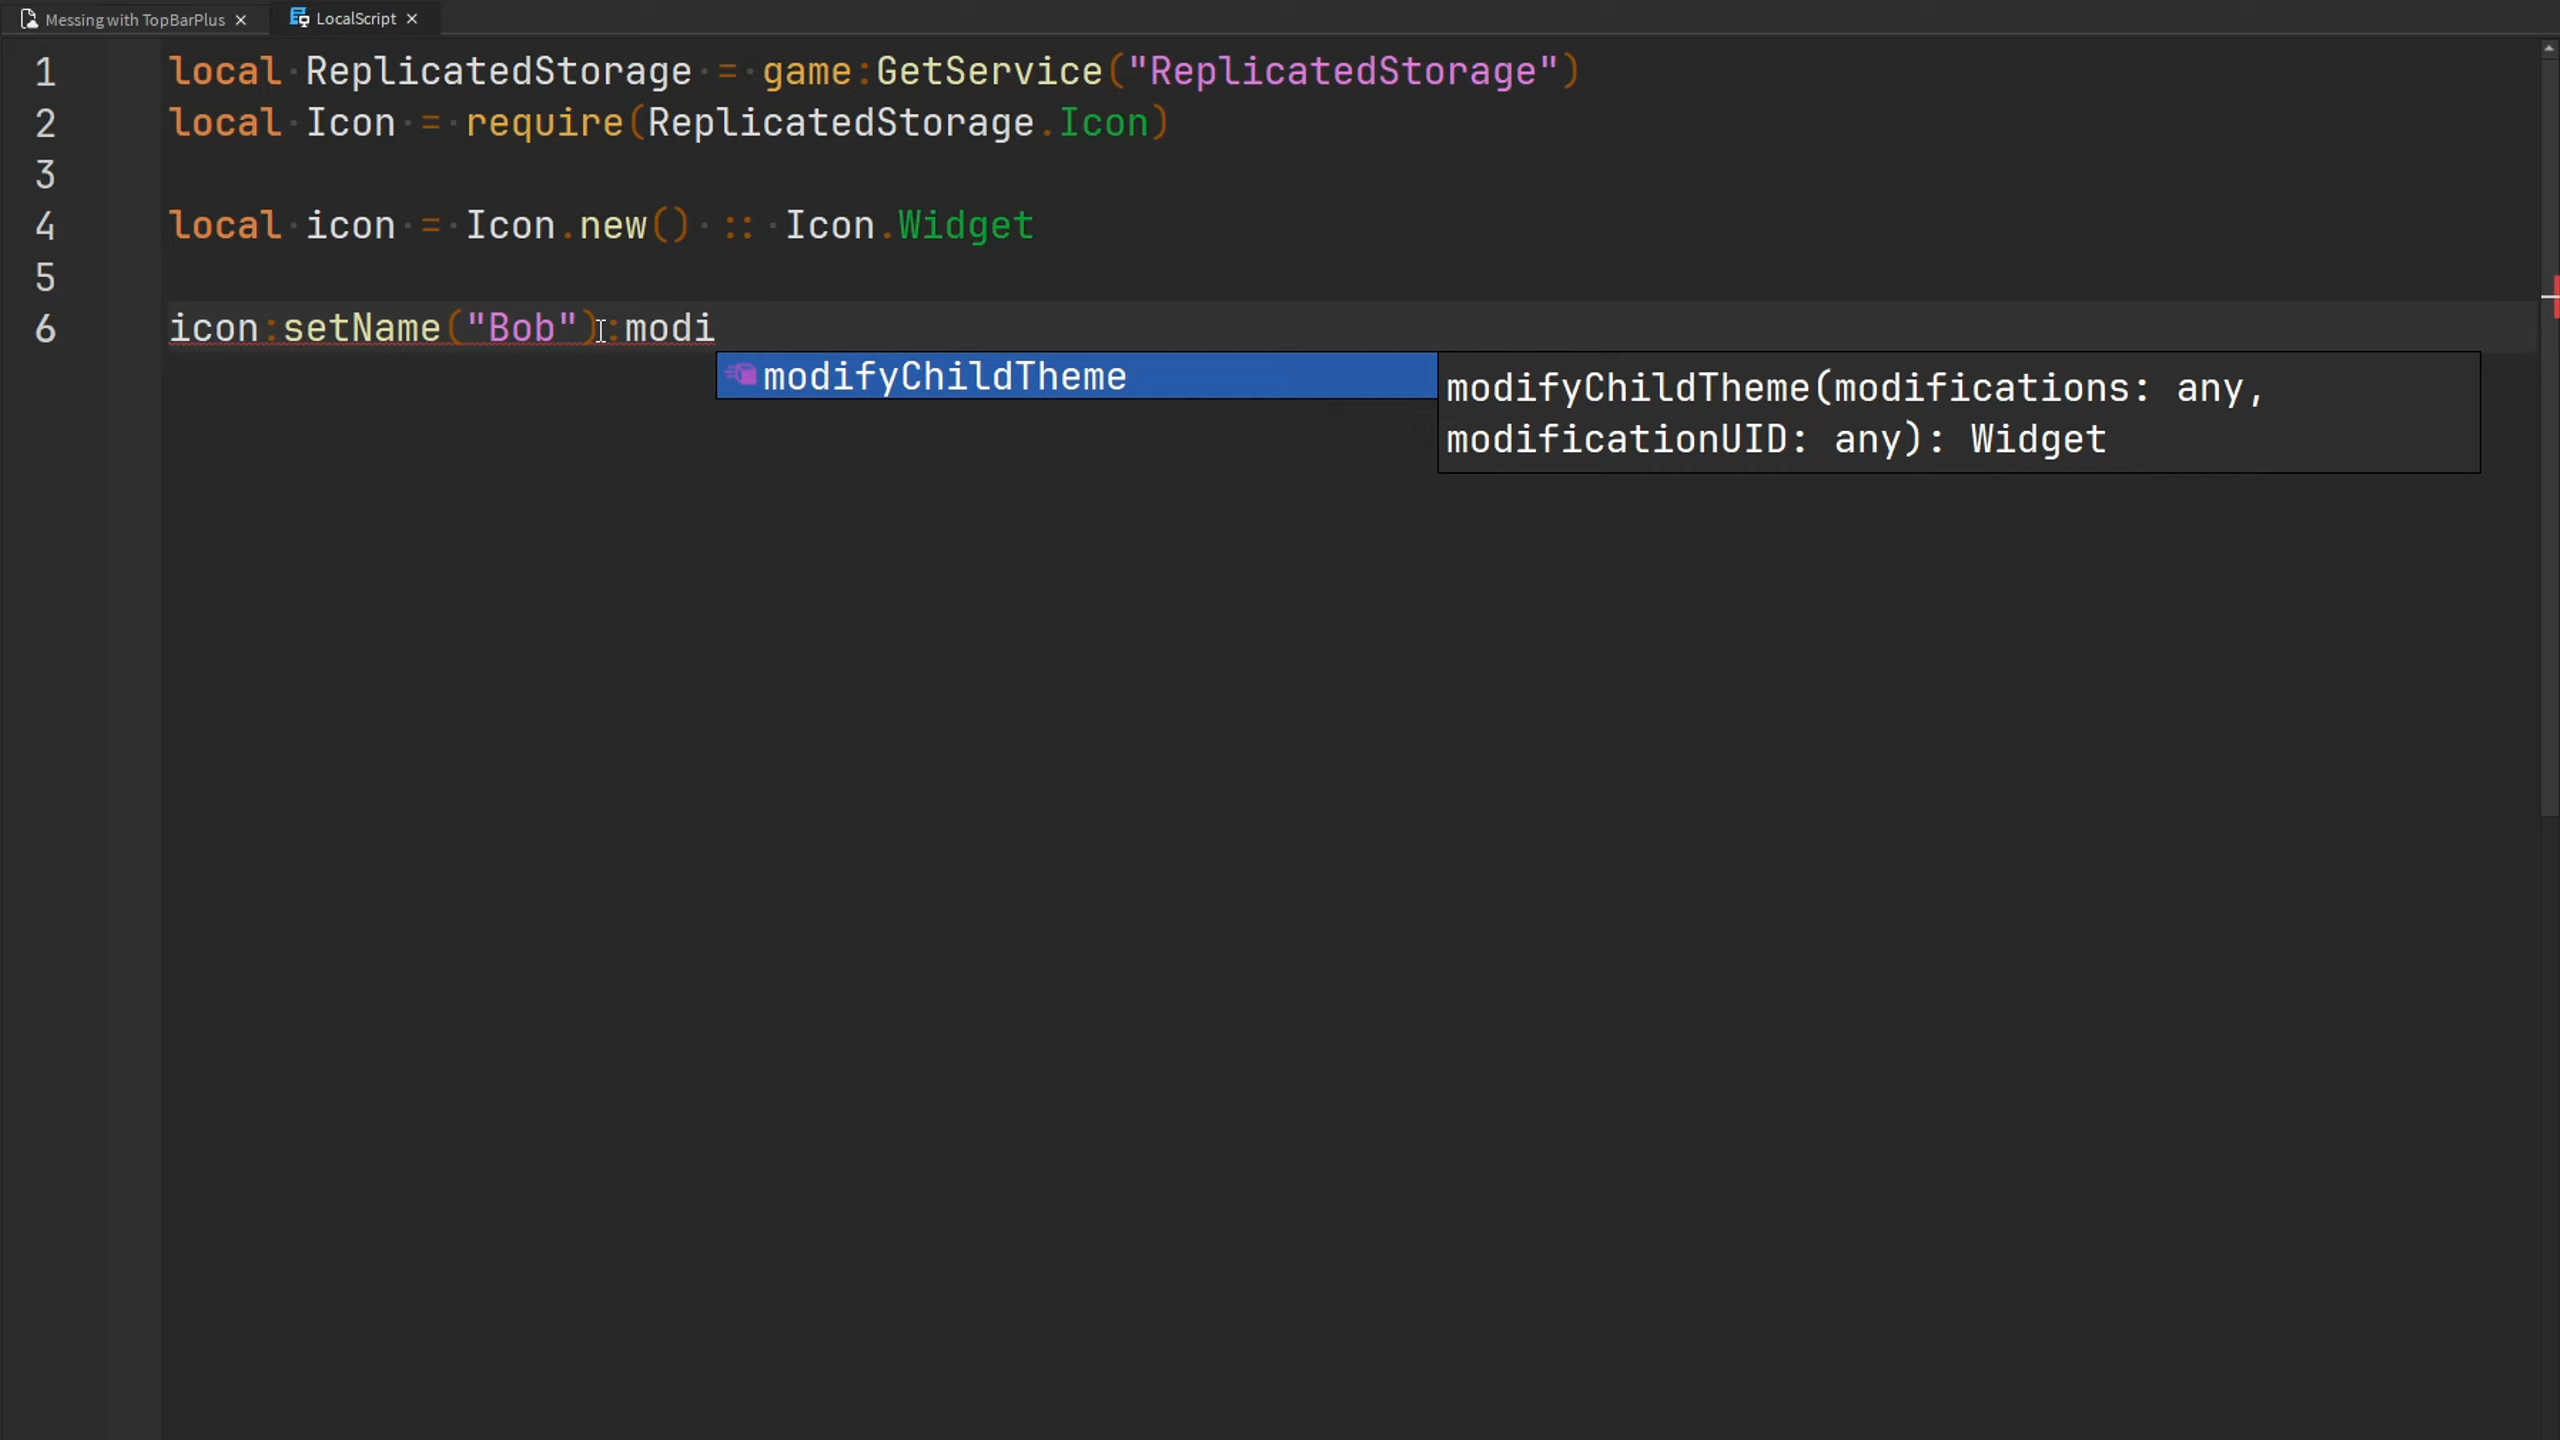 Messing with TopBarPlus
LocalScript
1 local ReplicatedStorage = game:GetService("ReplicatedStorage")
2 local Icon = require(ReplicatedStorage.Icon)
3
4 local icon = Icon.new() :: Icon.Widget
5
6 icon:setName("Bob"):modi
modifyChildTheme
modifyChildTheme(modifications: any,
modificationUID: any): Widget